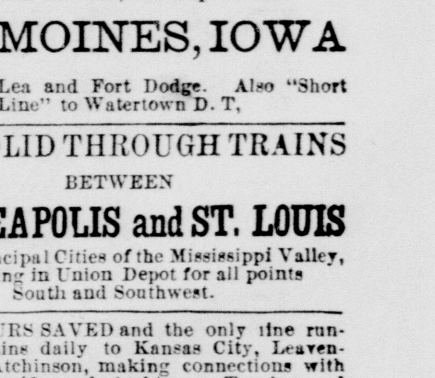 MOINES, IOWA
Lea and Fort Dodge. Also "Short
Line" to Watertown D. T,
LID THROUGH TRAINS
BETWEEN
EAPOLIS and ST. LOUIS
cipal Cities of the Mississippi Valley,
ng in Union Depot for all points
South and Southwest.
URS SAVED and the only line run-
ins daily to Kansas City, Leaven-
tchinson, making connections with